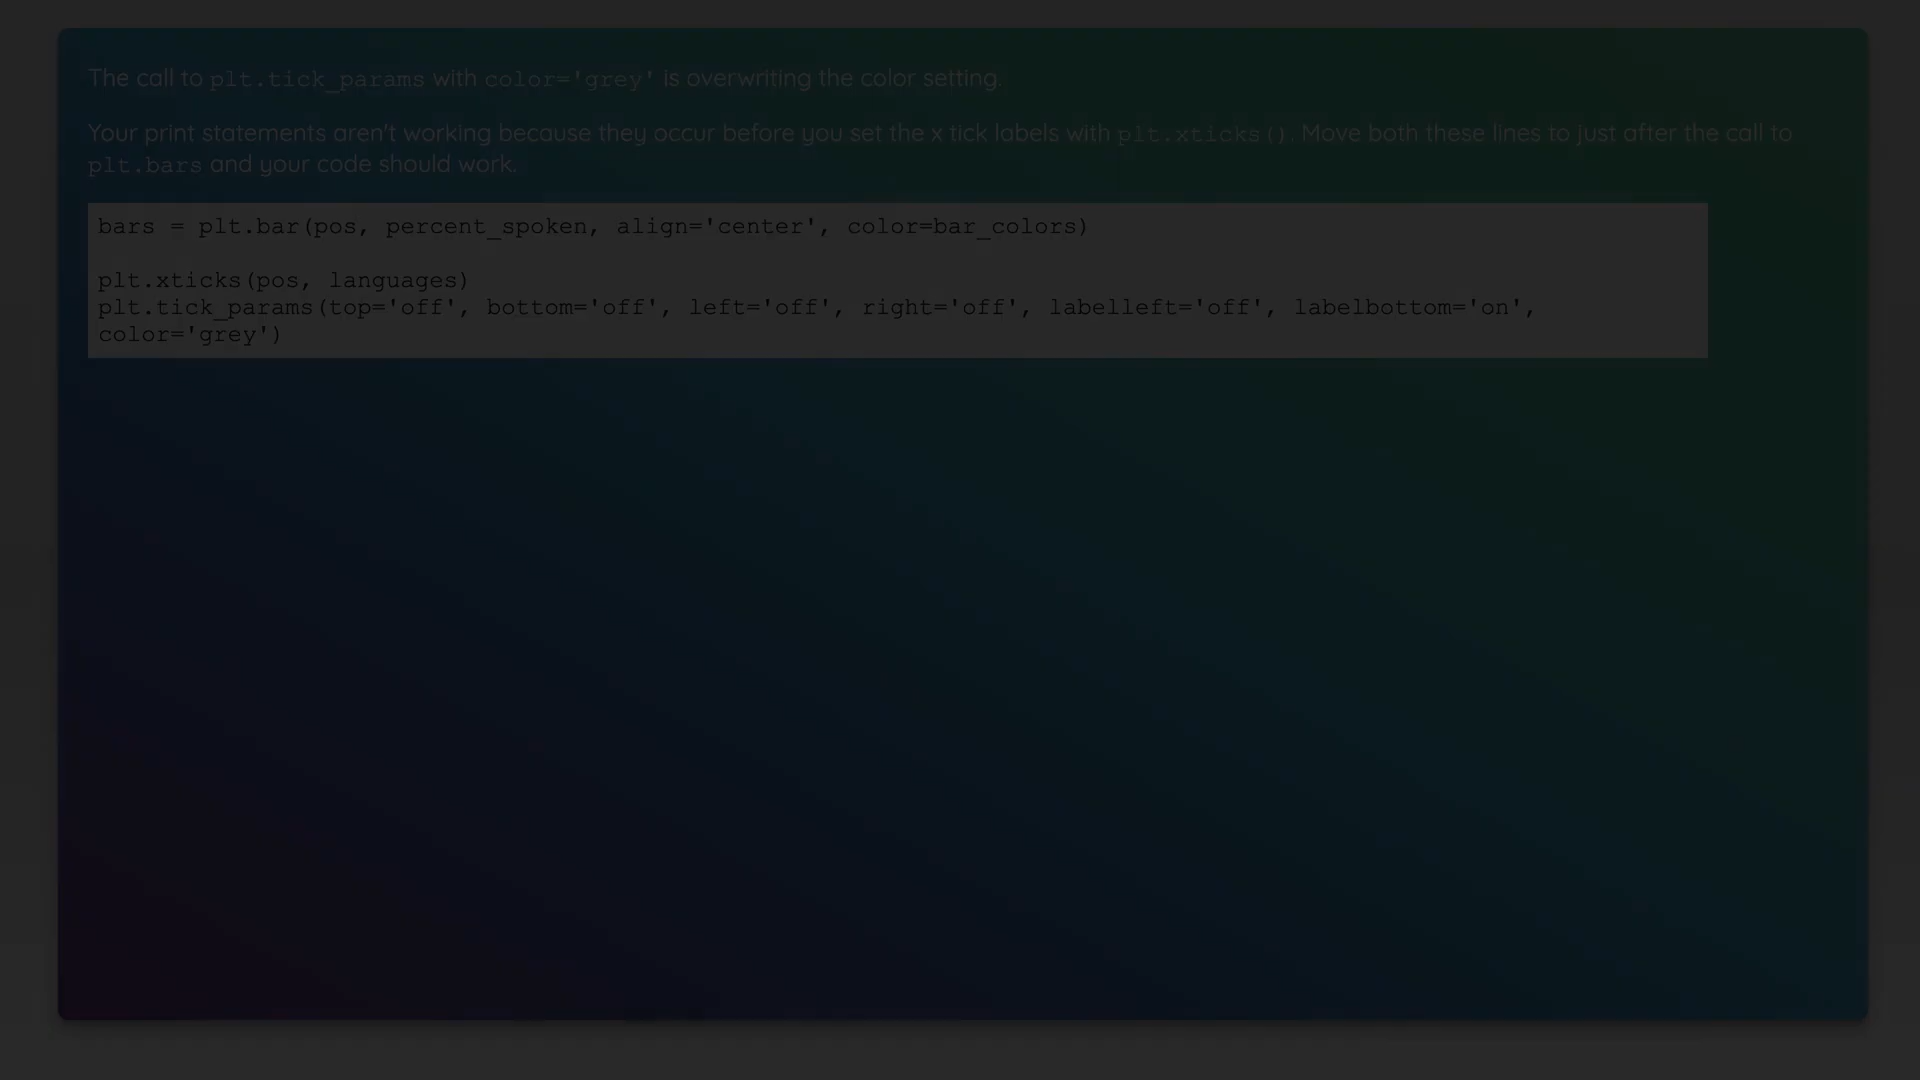 The call to plt.tick_params with color='grey' is overwriting the color setting.
Your print statements aren't working because they occur before you set the x tick labels with plt.xticks(). Move both these lines to just after the call to
plt.bars and your code should work.
bars = plt.bar(pos, percent_spoken, align='center', color=bar_colors)
plt.xticks(pos, languages)
plt.tick_params(top='off', bottom='off', left='off', right='off', labelleft='off', labelbottom='on',
color='grey')